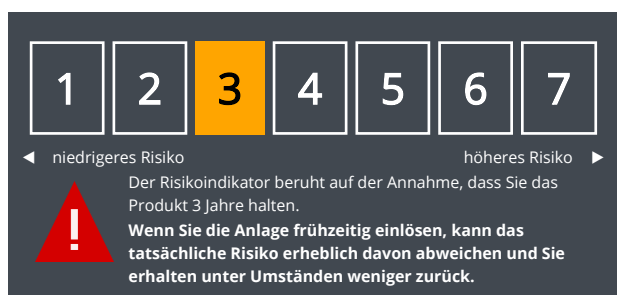 1 2 3 4 5 6 7
◄ niedrigeres Risiko höheres Risiko ►
Der Risikoindikator beruht auf der Annahme, dass Sie das
Produkt 3 Jahre halten.
!
Wenn Sie die Anlage frühzeitig einlösen, kann das
tatsächliche Risiko erheblich davon abweichen und Sie
erhalten unter Umständen weniger zurück.